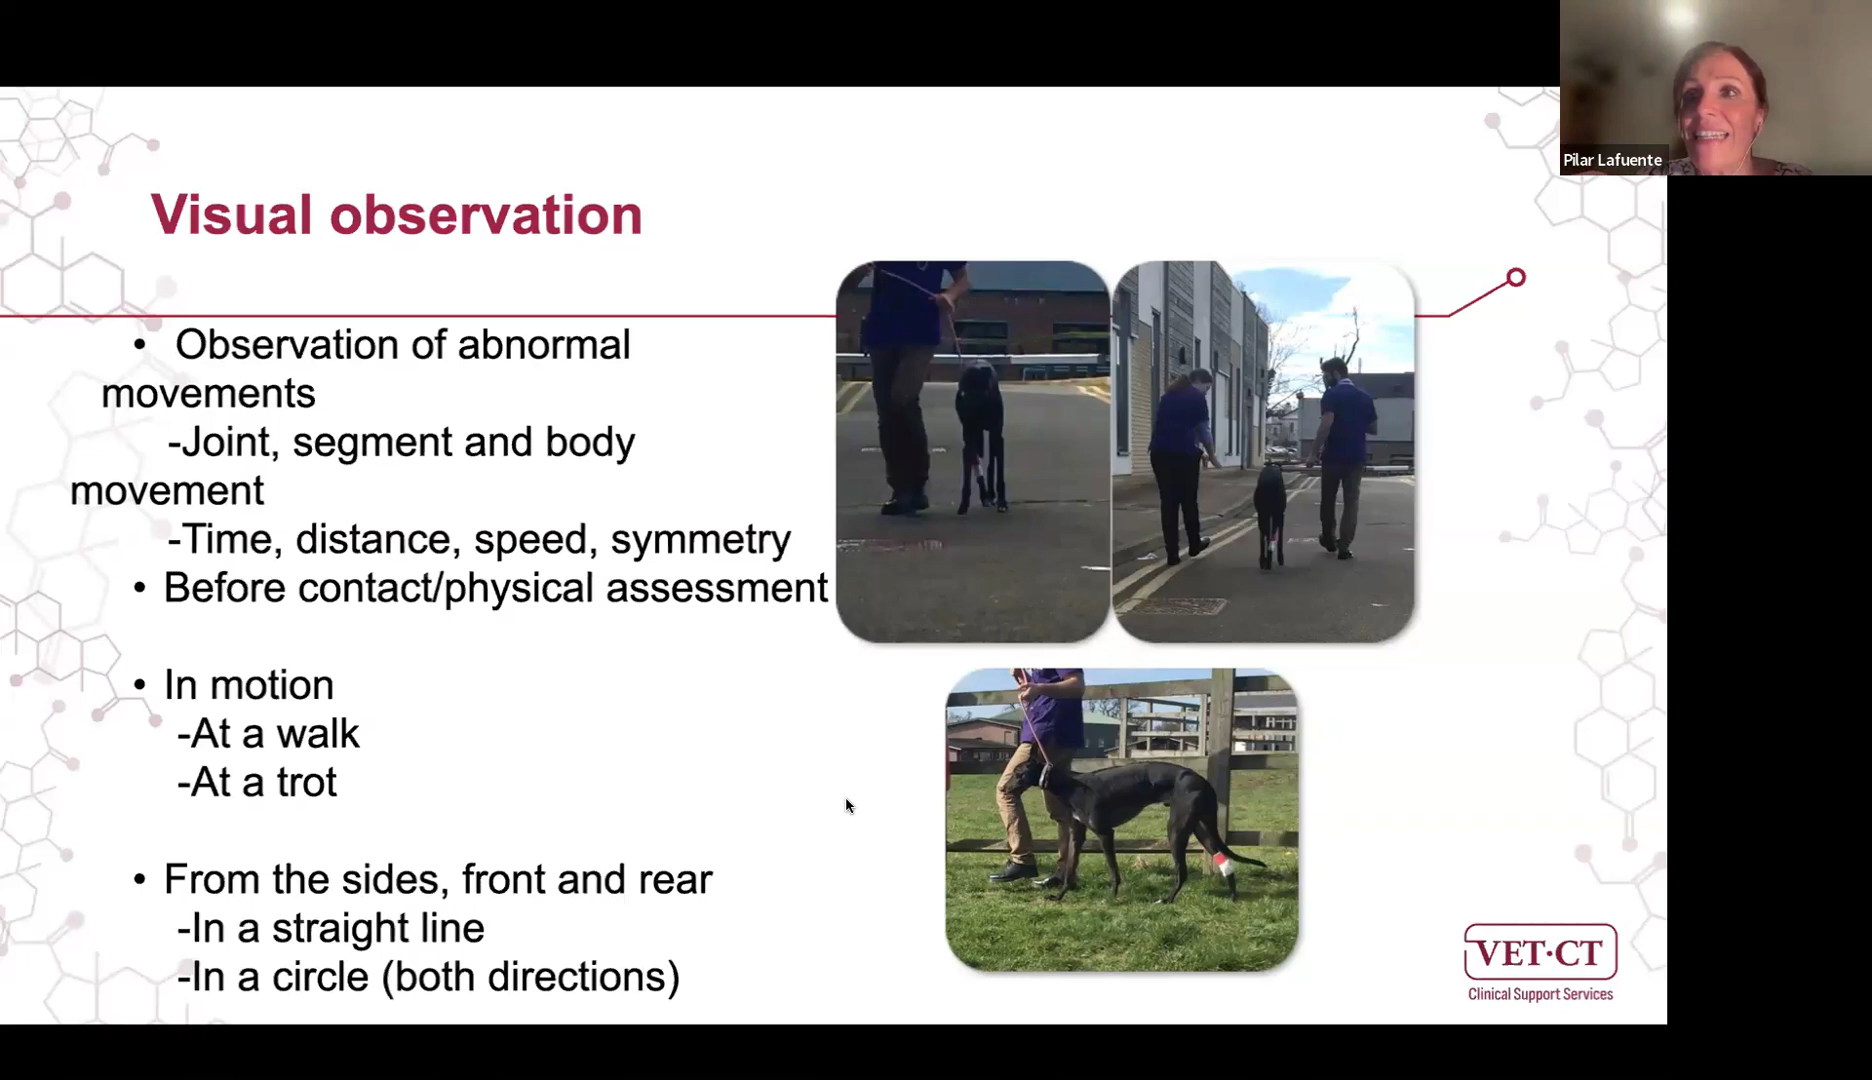 Pilar Lafuente
Visual observation
• Observation of abnormal
movements
-Joint, segment and body
movement
-Time, distance, speed, symmetry
• Before contact/physical assessment
• In motion
-At a walk
-At a trot
• From the sides, front and rear
-In a straight line
-In a circle (both directions)
VET·CT
Clinical Support Services